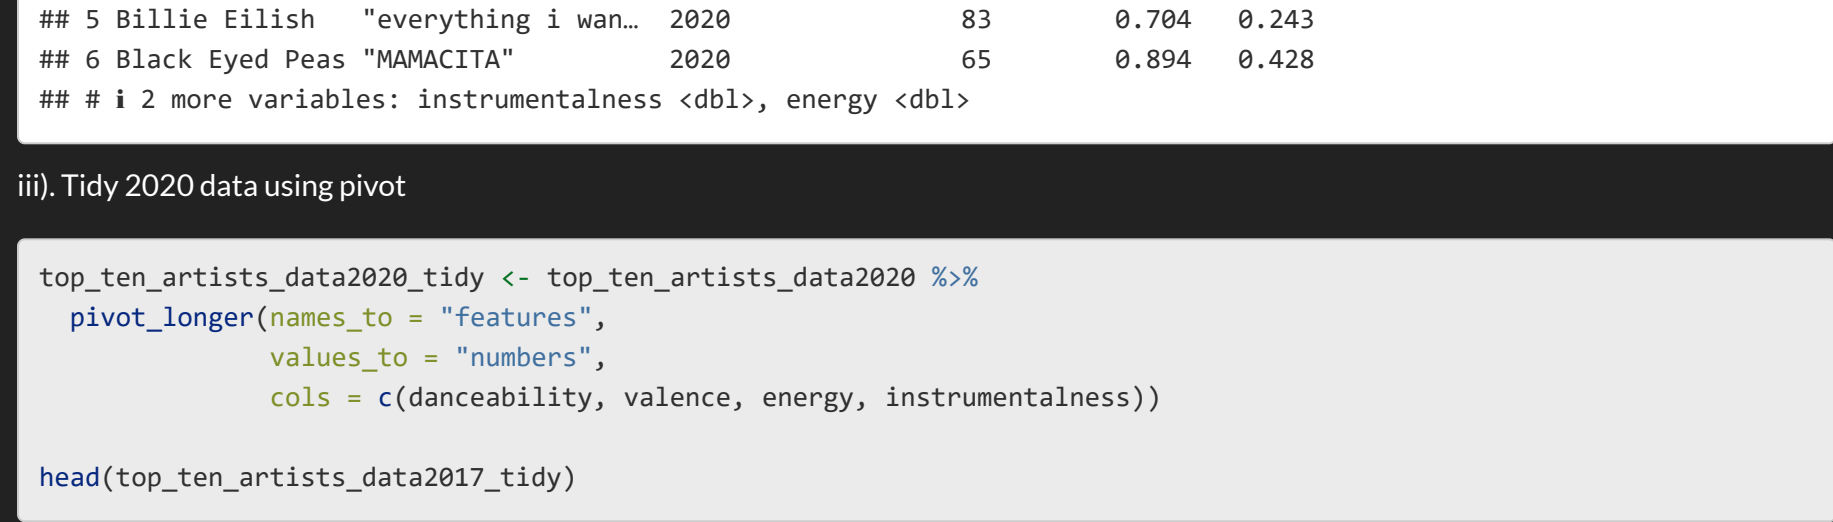 ## 5 Billie Eilish   "everything i wan…  2020               83        0.704   0.243
## 6 Black Eyed Peas "MAMACITA"          2020               65        0.894   0.428
## # ℹ 2 more variables: instrumentalness <dbl>, energy <dbl>
iii). Tidy 2020 data using pivot
top_ten_artists_data2020_tidy <- top_ten_artists_data2020 %>%
  pivot_longer(names_to = "features",
               values_to = "numbers",
               cols = c(danceability, valence, energy, instrumentalness))
head(top_ten_artists_data2017_tidy)